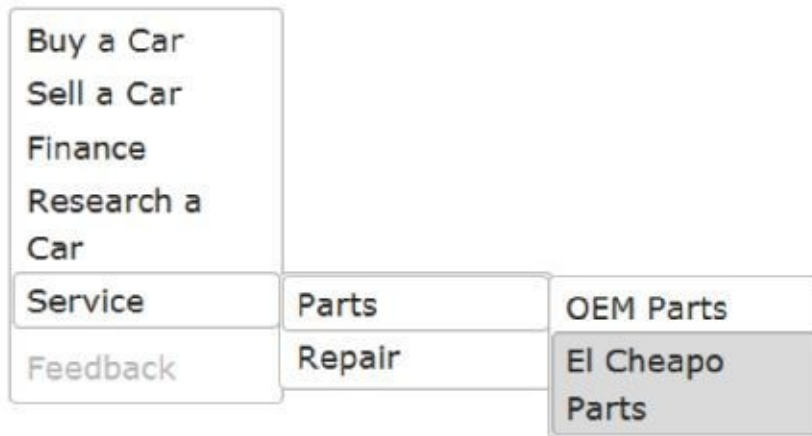 Buy a Car
Sell a Car
Finance
Research a
Car
Service
Parts
OEM Parts
Repair
El Cheapo
Parts
Feedback